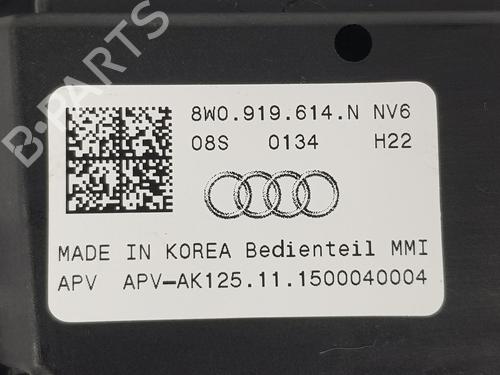 8W0.919.614.N NV6
08S 0134 H22
MADE IN KOREA Bedienteil MMI
APV APV-AK125.11.1500040004
B-PARTS